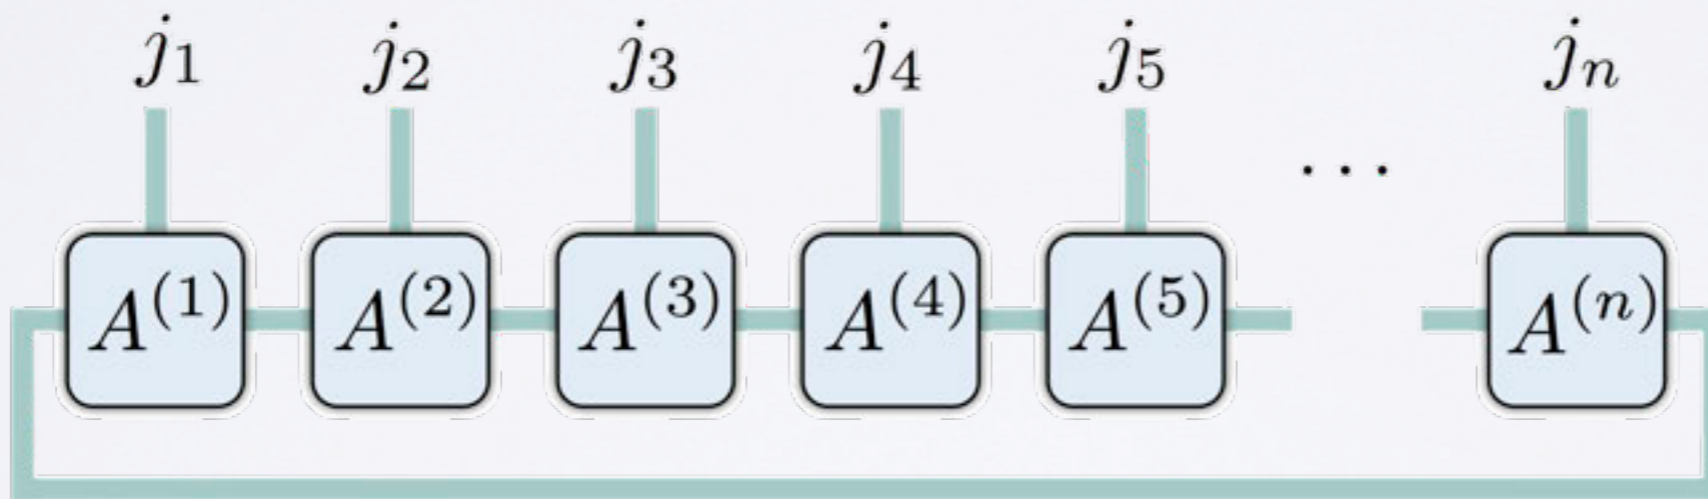 j₁ j₂ j₃ j₄ j₅ ... jₙ
A⁽¹⁾ A⁽²⁾ A⁽³⁾ A⁽⁴⁾ A⁽⁵⁾ A⁽ⁿ⁾